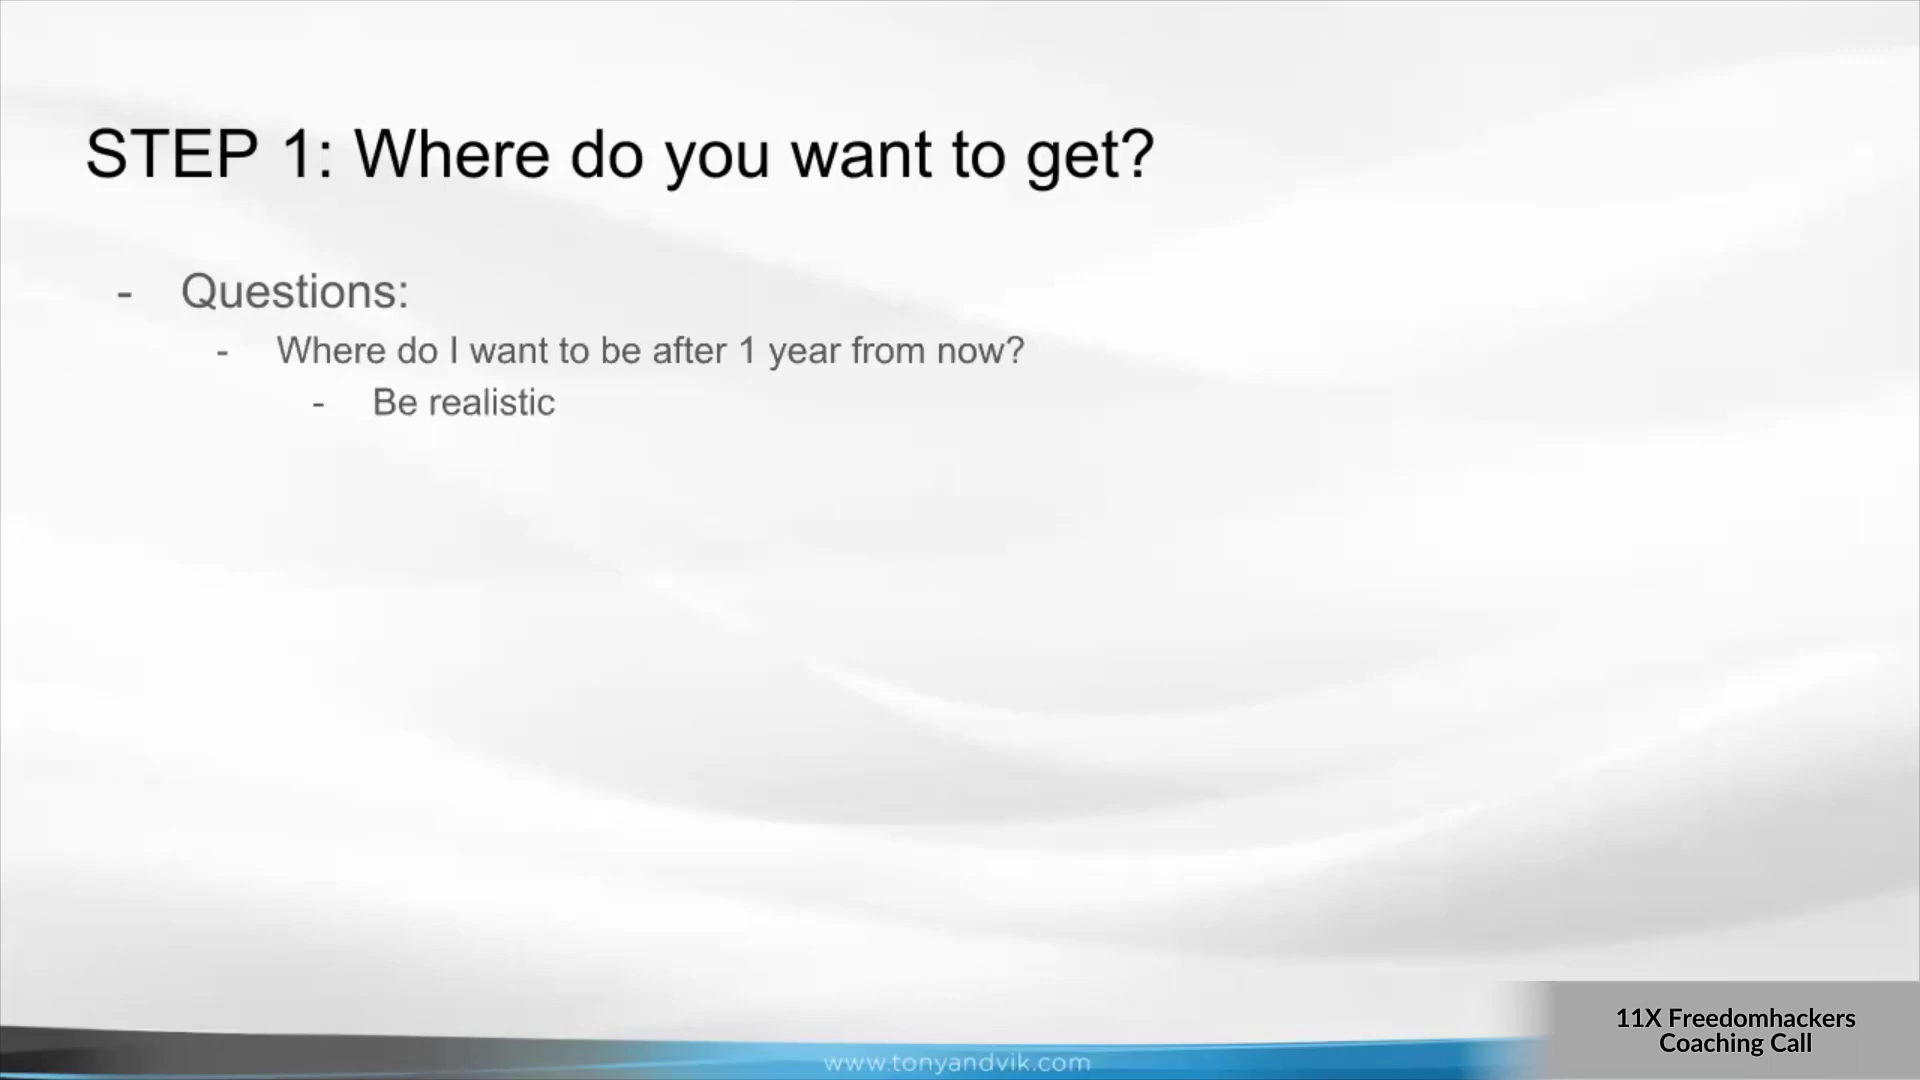 STEP 1: Where do you want to get?
- Questions:
- Where do I want to be after 1 year from now?
- Be realistic
11X Freedomhackers
Coaching Call
www.tonyandvik.com